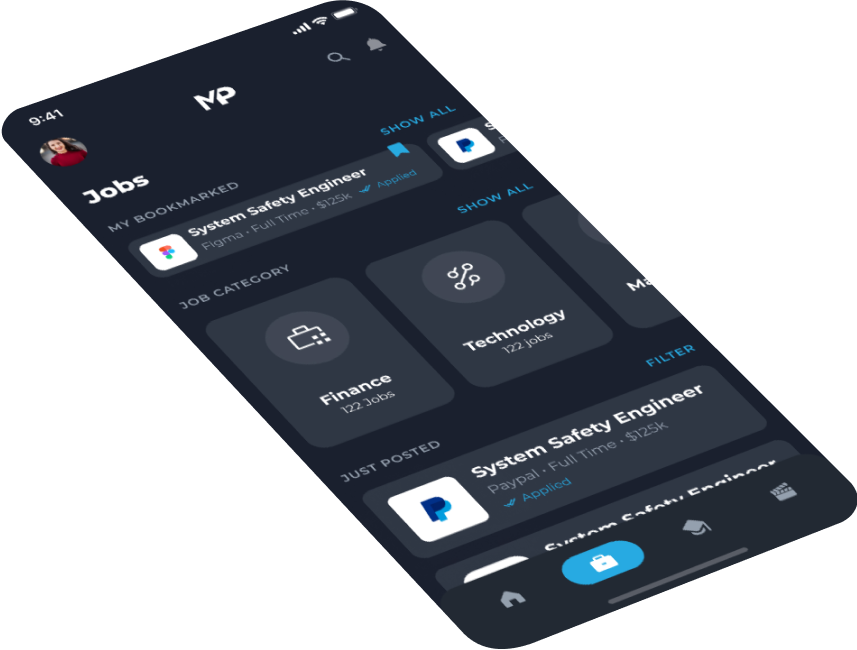 9:41
MP
Jobs
MY BOOKMARKED
SHOW ALL
System Safety Engineer
Figma • Full Time • $125k
Applied
JOB CATEGORY
SHOW ALL
Finance
122 Jobs
Technology
122 jobs
JUST POSTED
FILTER
System Safety Engineer
Paypal • Full Time • $125k
Applied
System Safety Engineer